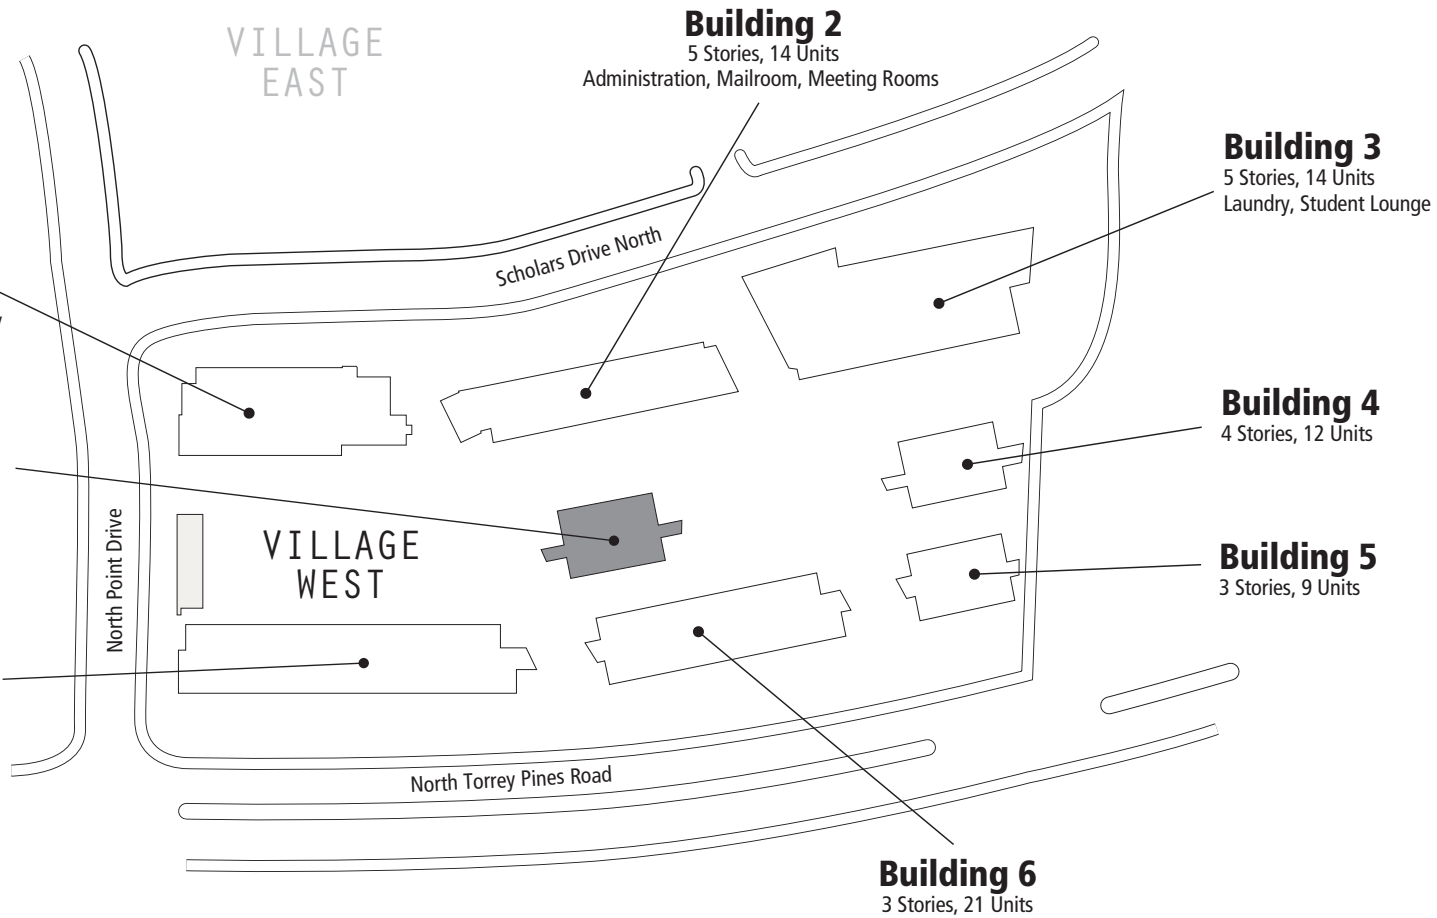 VILLAGE
EAST
Building 2
5 Stories, 14 Units
Administration, Mailroom, Meeting Rooms
Building 3
5 Stories, 14 Units
Laundry, Student Lounge
Scholars Drive North
Building 4
4 Stories, 12 Units
North Point Drive
VILLAGE
WEST
Building 5
3 Stories, 9 Units
North Torrey Pines Road
Building 6
3 Stories, 21 Units